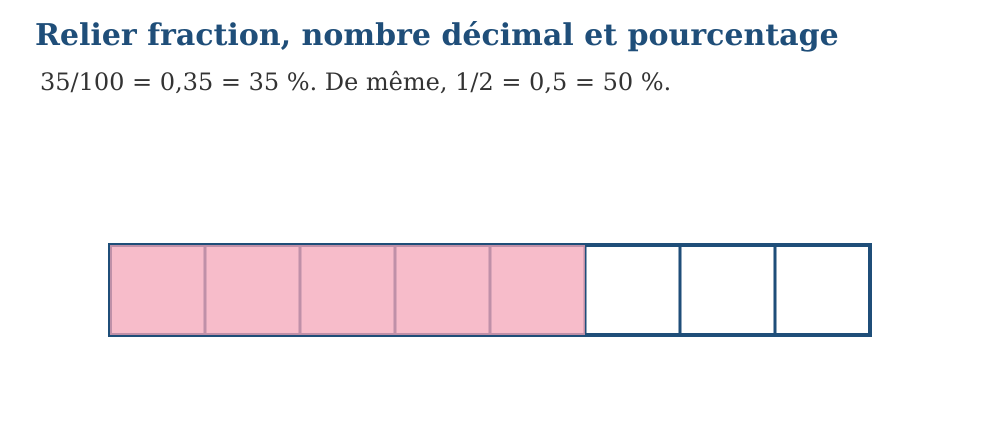 Relier fraction, nombre décimal et pourcentage
35/100 = 0,35 = 35 %. De même, 1/2 = 0,5 = 50 %.